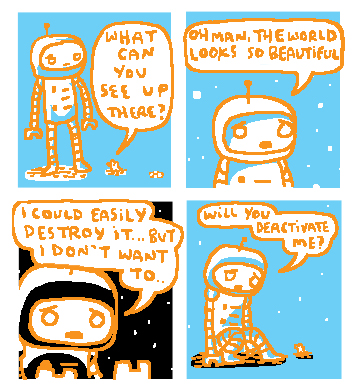 WHAT
CAN
YOU
SEE UP
THERE?
OH MAN, THE WORLD
LOOKS SO BEAUTIFUL
I COULD EASILY
DESTROY IT... BUT
I DON'T WANT
TO..
WILL YOU
DEACTIVATE
ME?